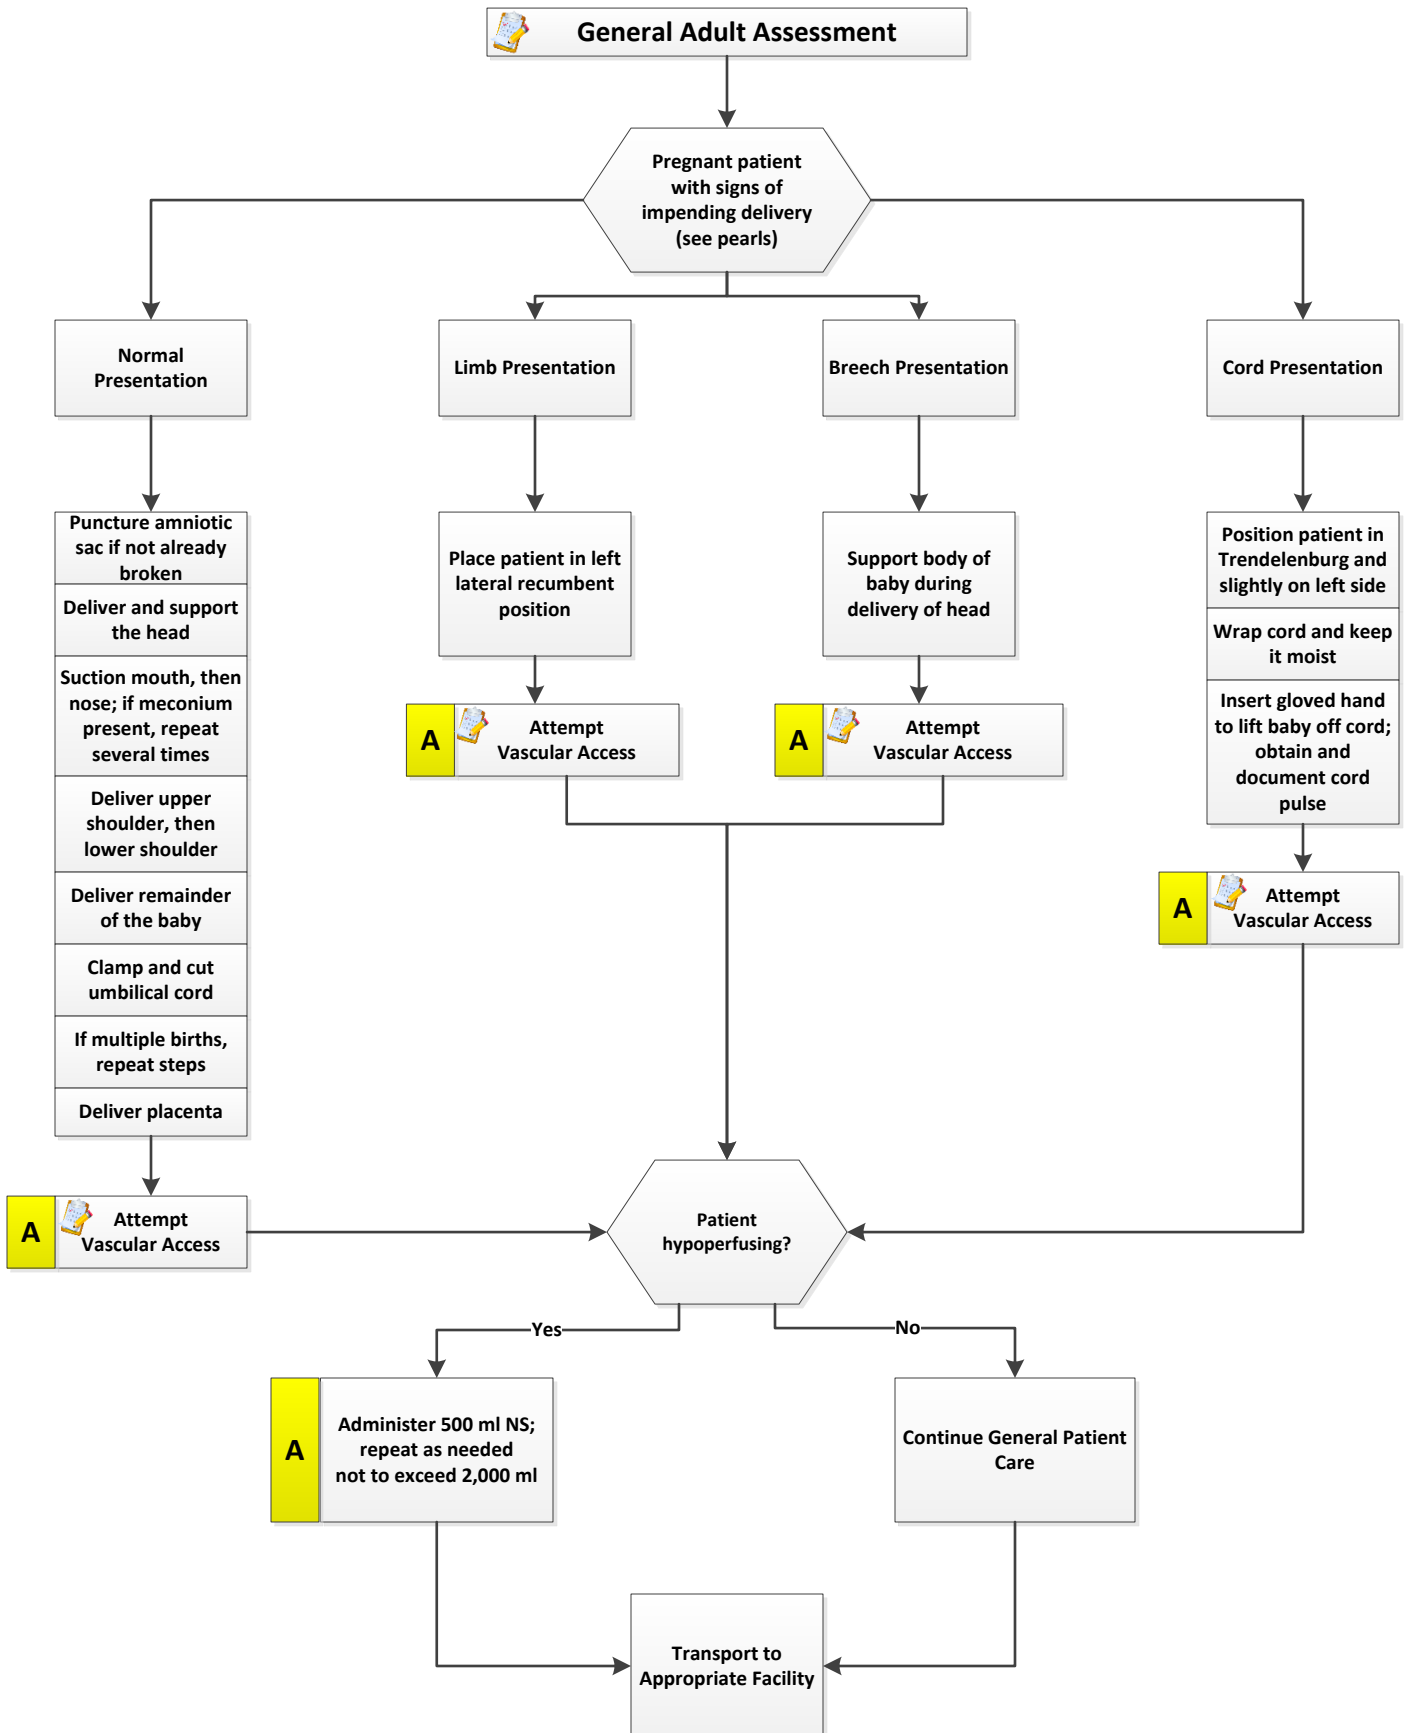 General Adult Assessment
Pregnant patient
with signs of
impending delivery
(see pearls)
Normal
Presentation
Limb Presentation
Breech Presentation
Cord Presentation
Puncture amniotic
sac if not already
broken
Deliver and support
the head
Suction mouth, then
nose; if meconium
present, repeat
several times
Deliver upper
shoulder, then
lower shoulder
Deliver remainder
of the baby
Clamp and cut
umbilical cord
If multiple births,
repeat steps
Deliver placenta
A
Attempt
Vascular Access
Place patient in left
lateral recumbent
position
A
Attempt
Vascular Access
Support body of
baby during
delivery of head
A
Attempt
Vascular Access
Position patient in
Trendelenburg and
slightly on left side
Wrap cord and keep
it moist
Insert gloved hand
to lift baby off cord;
obtain and
document cord
pulse
A
Attempt
Vascular Access
Patient
hypoperfusing?
Yes
No
A
Administer 500 ml NS;
repeat as needed
not to exceed 2,000 ml
Continue General Patient
Care
Transport to
Appropriate Facility